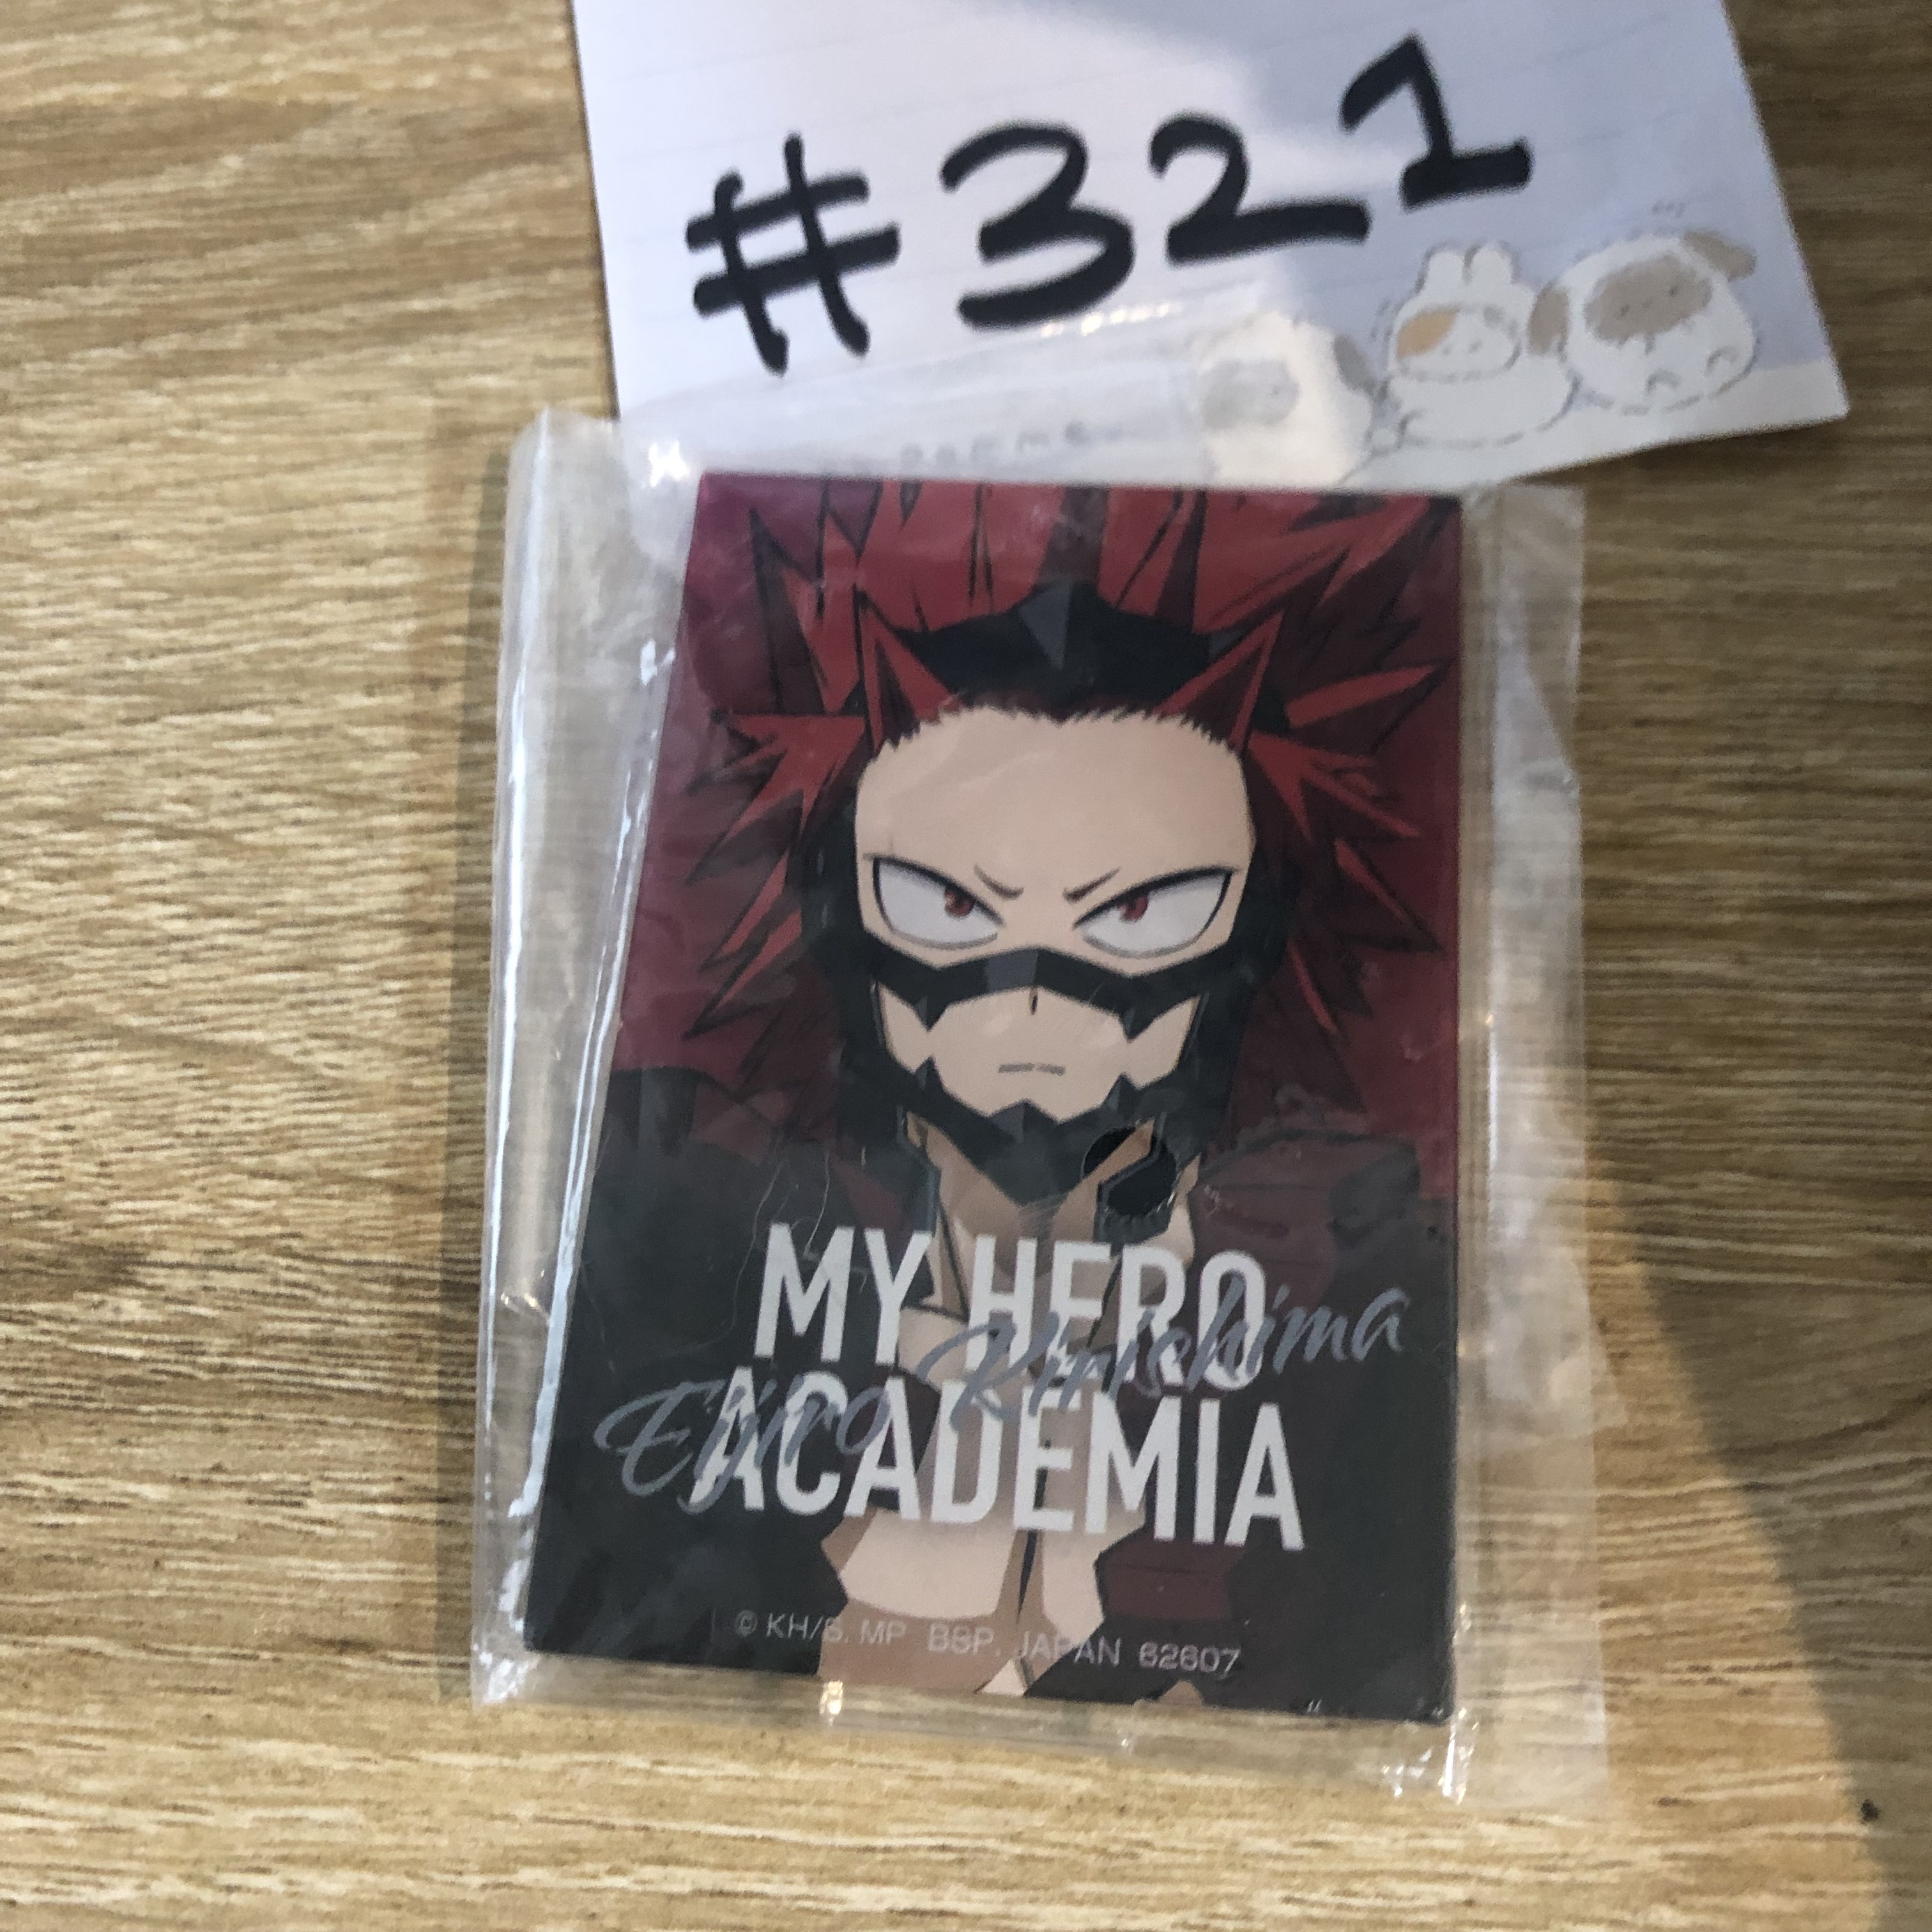 #321
MY HERO
Eijiro Kirishima
ACADEMIA
© KH/S. MP BSP. JAPAN 62607